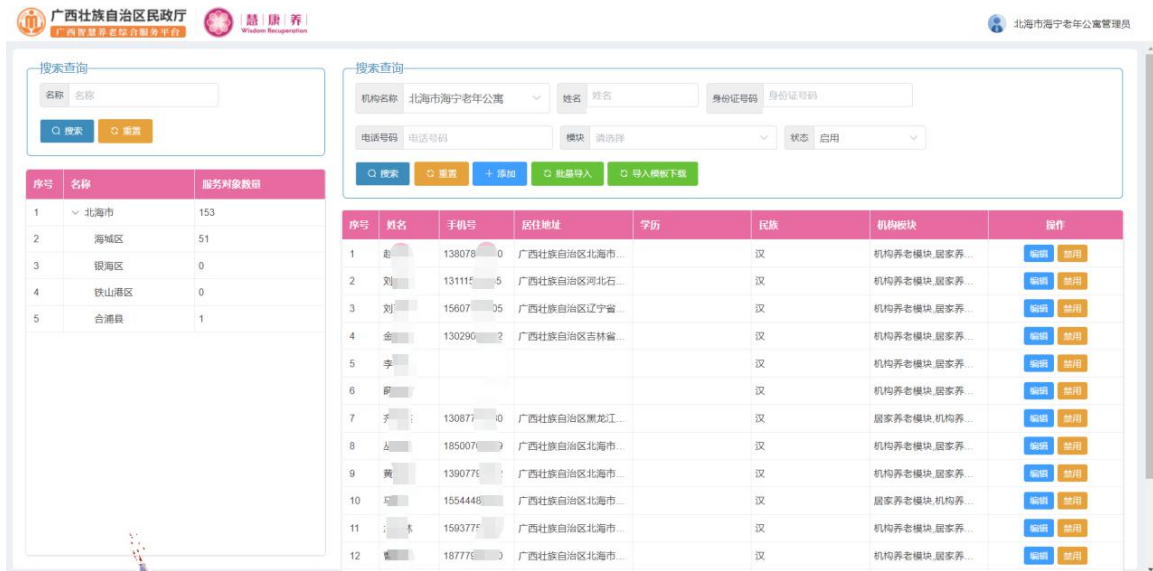 广西壮族自治区民政厅
广西智慧养老综合服务平台
慧康养
Wisdom Recuperation
北海市海宁老年公寓管理员
搜索查询
名称 名称
搜索 重置
序号 名称 服务对象数量
1 北海市 153
2 海城区 51
3 银海区 0
4 铁山港区 0
5 合浦县 1
搜索查询
机构名称 北海市海宁老年公寓 姓名 姓名 身份证号码 身份证号码
电话号码 电话号码 模块 请选择 状态 启用
搜索 重置 + 添加 批量导入 导入模板下载
序号 姓名 手机号 居住地址 学历 民族 机构板块 操作
1 138078 0 广西壮族自治区北海市... 汉 机构养老模块,居家养... 编辑 禁用
2 刘 131115 5 广西壮族自治区河北石... 汉 机构养老模块,居家养... 编辑 禁用
3 刘 15607 05 广西壮族自治区辽宁省... 汉 机构养老模块,居家养... 编辑 禁用
4 金 130290 2 广西壮族自治区吉林省... 汉 机构养老模块,居家养... 编辑 禁用
5 李 汉 机构养老模块,居家养... 编辑 禁用
6 汉 机构养老模块,居家养... 编辑 禁用
7 130877 30 广西壮族自治区黑龙江... 汉 居家养老模块,机构养... 编辑 禁用
8 185007 9 广西壮族自治区北海市... 汉 机构养老模块,居家养... 编辑 禁用
9 黄 139077 广西壮族自治区北海市... 汉 机构养老模块,居家养... 编辑 禁用
10 1554448 广西壮族自治区北海市... 汉 居家养老模块,机构养... 编辑 禁用
11 林 159377 广西壮族自治区北海市... 汉 机构养老模块,居家养... 编辑 禁用
12 18777 0 广西壮族自治区北海市... 汉 机构养老模块,居家养... 编辑 禁用